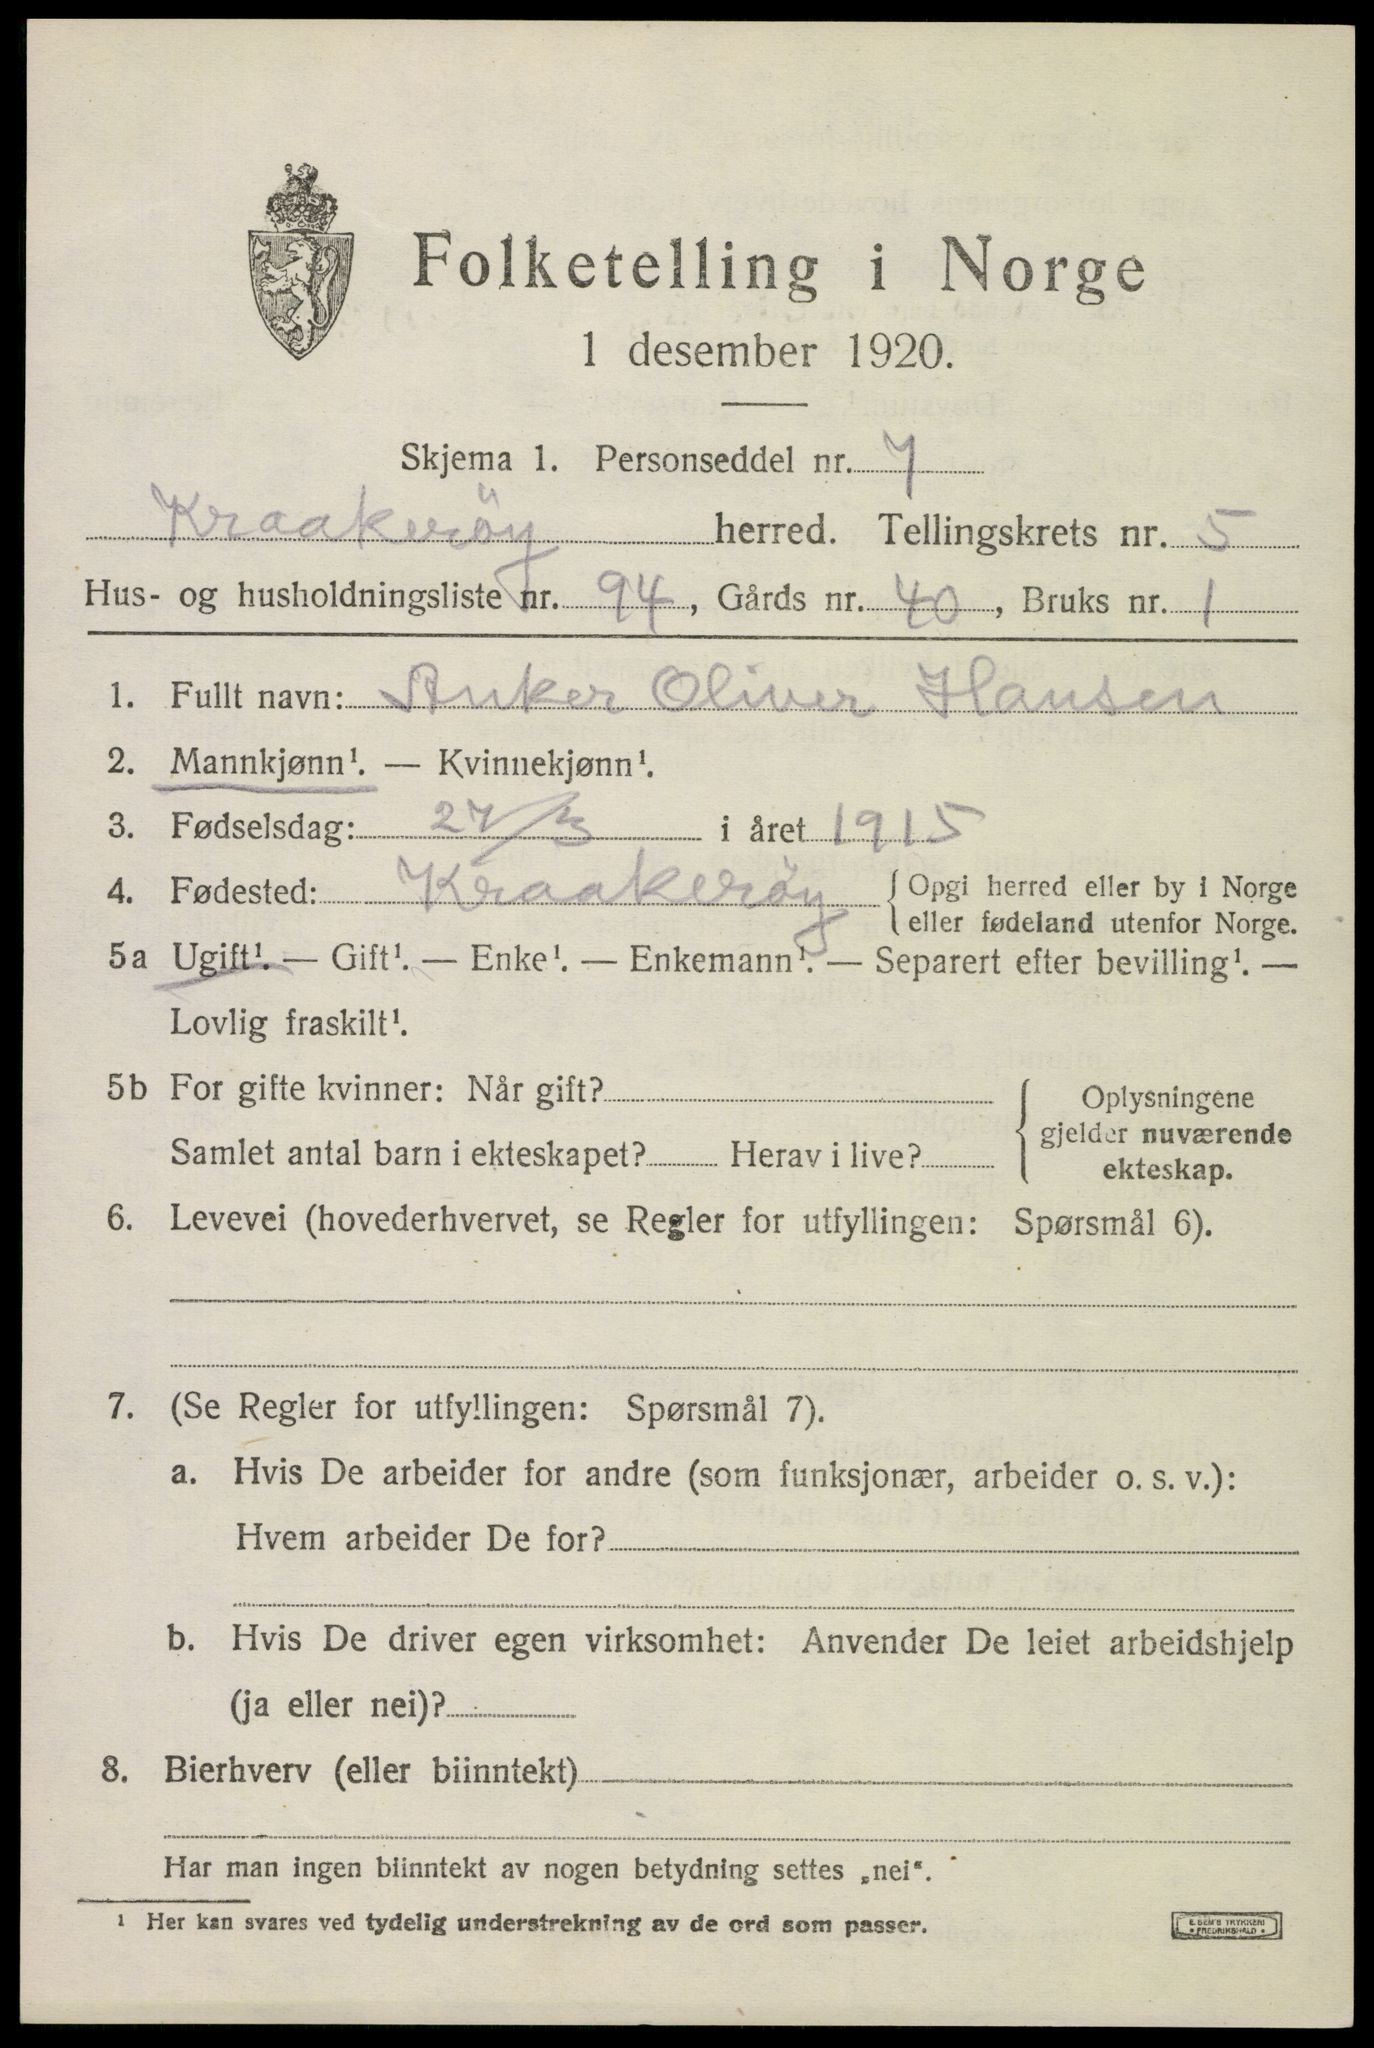 Folketelling i Norge
1 desember 1920.
Skjema 1. Personseddel nr. 7
Kraakerøy herred. Tellingskrets nr. 5
Hus- og husholdningsliste nr. 94, Gårds nr. 40, Bruks nr. 1
1. Fullt navn: Anker Oliver Hansen
2. Mannkjønn¹. — Kvinnekjønn¹.
3. Fødselsdag: 27/3 i året 1915
4. Fødested: Kraakerøy {Opgi herred eller by i Norge
eller fødeland utenfor Norge.
5a Ugift¹. — Gift¹. — Enke¹. — Enkemann¹. — Separert efter bevilling¹. —
Lovlig fraskilt¹.
5b For gifte kvinner: Når gift?
Samlet antal barn i ekteskapet? Herav i live?
{Oplysningene
gjelder nuværende
ekteskap.
6. Levevei (hovederhvervet, se Regler for utfyllingen: Spørsmål 6).
7. (Se Regler for utfyllingen: Spørsmål 7).
a. Hvis De arbeider for andre (som funksjonær, arbeider o. s. v.):
Hvem arbeider De for?
b. Hvis De driver egen virksomhet: Anvender De leiet arbeidshjelp
(ja eller nei)?
8. Bierhverv (eller biinntekt)
Har man ingen biinntekt av nogen betydning settes „nei“.
¹ Her kan svares ved tydelig understrekning av de ord som passer.
E. SEM'S TRYKKERI
• FREDRIKSHALD •